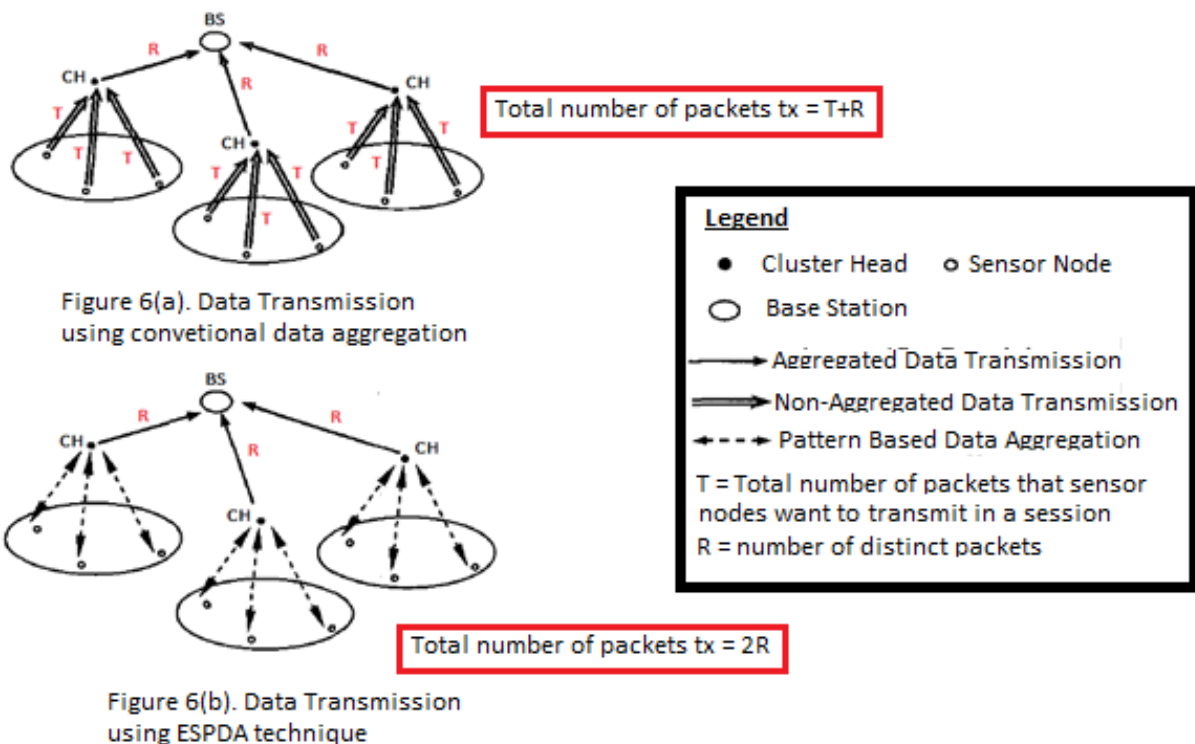 BS
R
R
CH
R
CH
T
T
T
T
T
CH
T
T
T
T
Total number of packets tx = T+R
Figure 6(a). Data Transmission
using convetional data aggregation
BS
R
R
CH
R
CH
CH
Total number of packets tx = 2R
Figure 6(b). Data Transmission
using ESPDA technique
Legend
Cluster Head
Sensor Node
Base Station
Aggregated Data Transmission
Non-Aggregated Data Transmission
Pattern Based Data Aggregation
T = Total number of packets that sensor
nodes want to transmit in a session
R = number of distinct packets